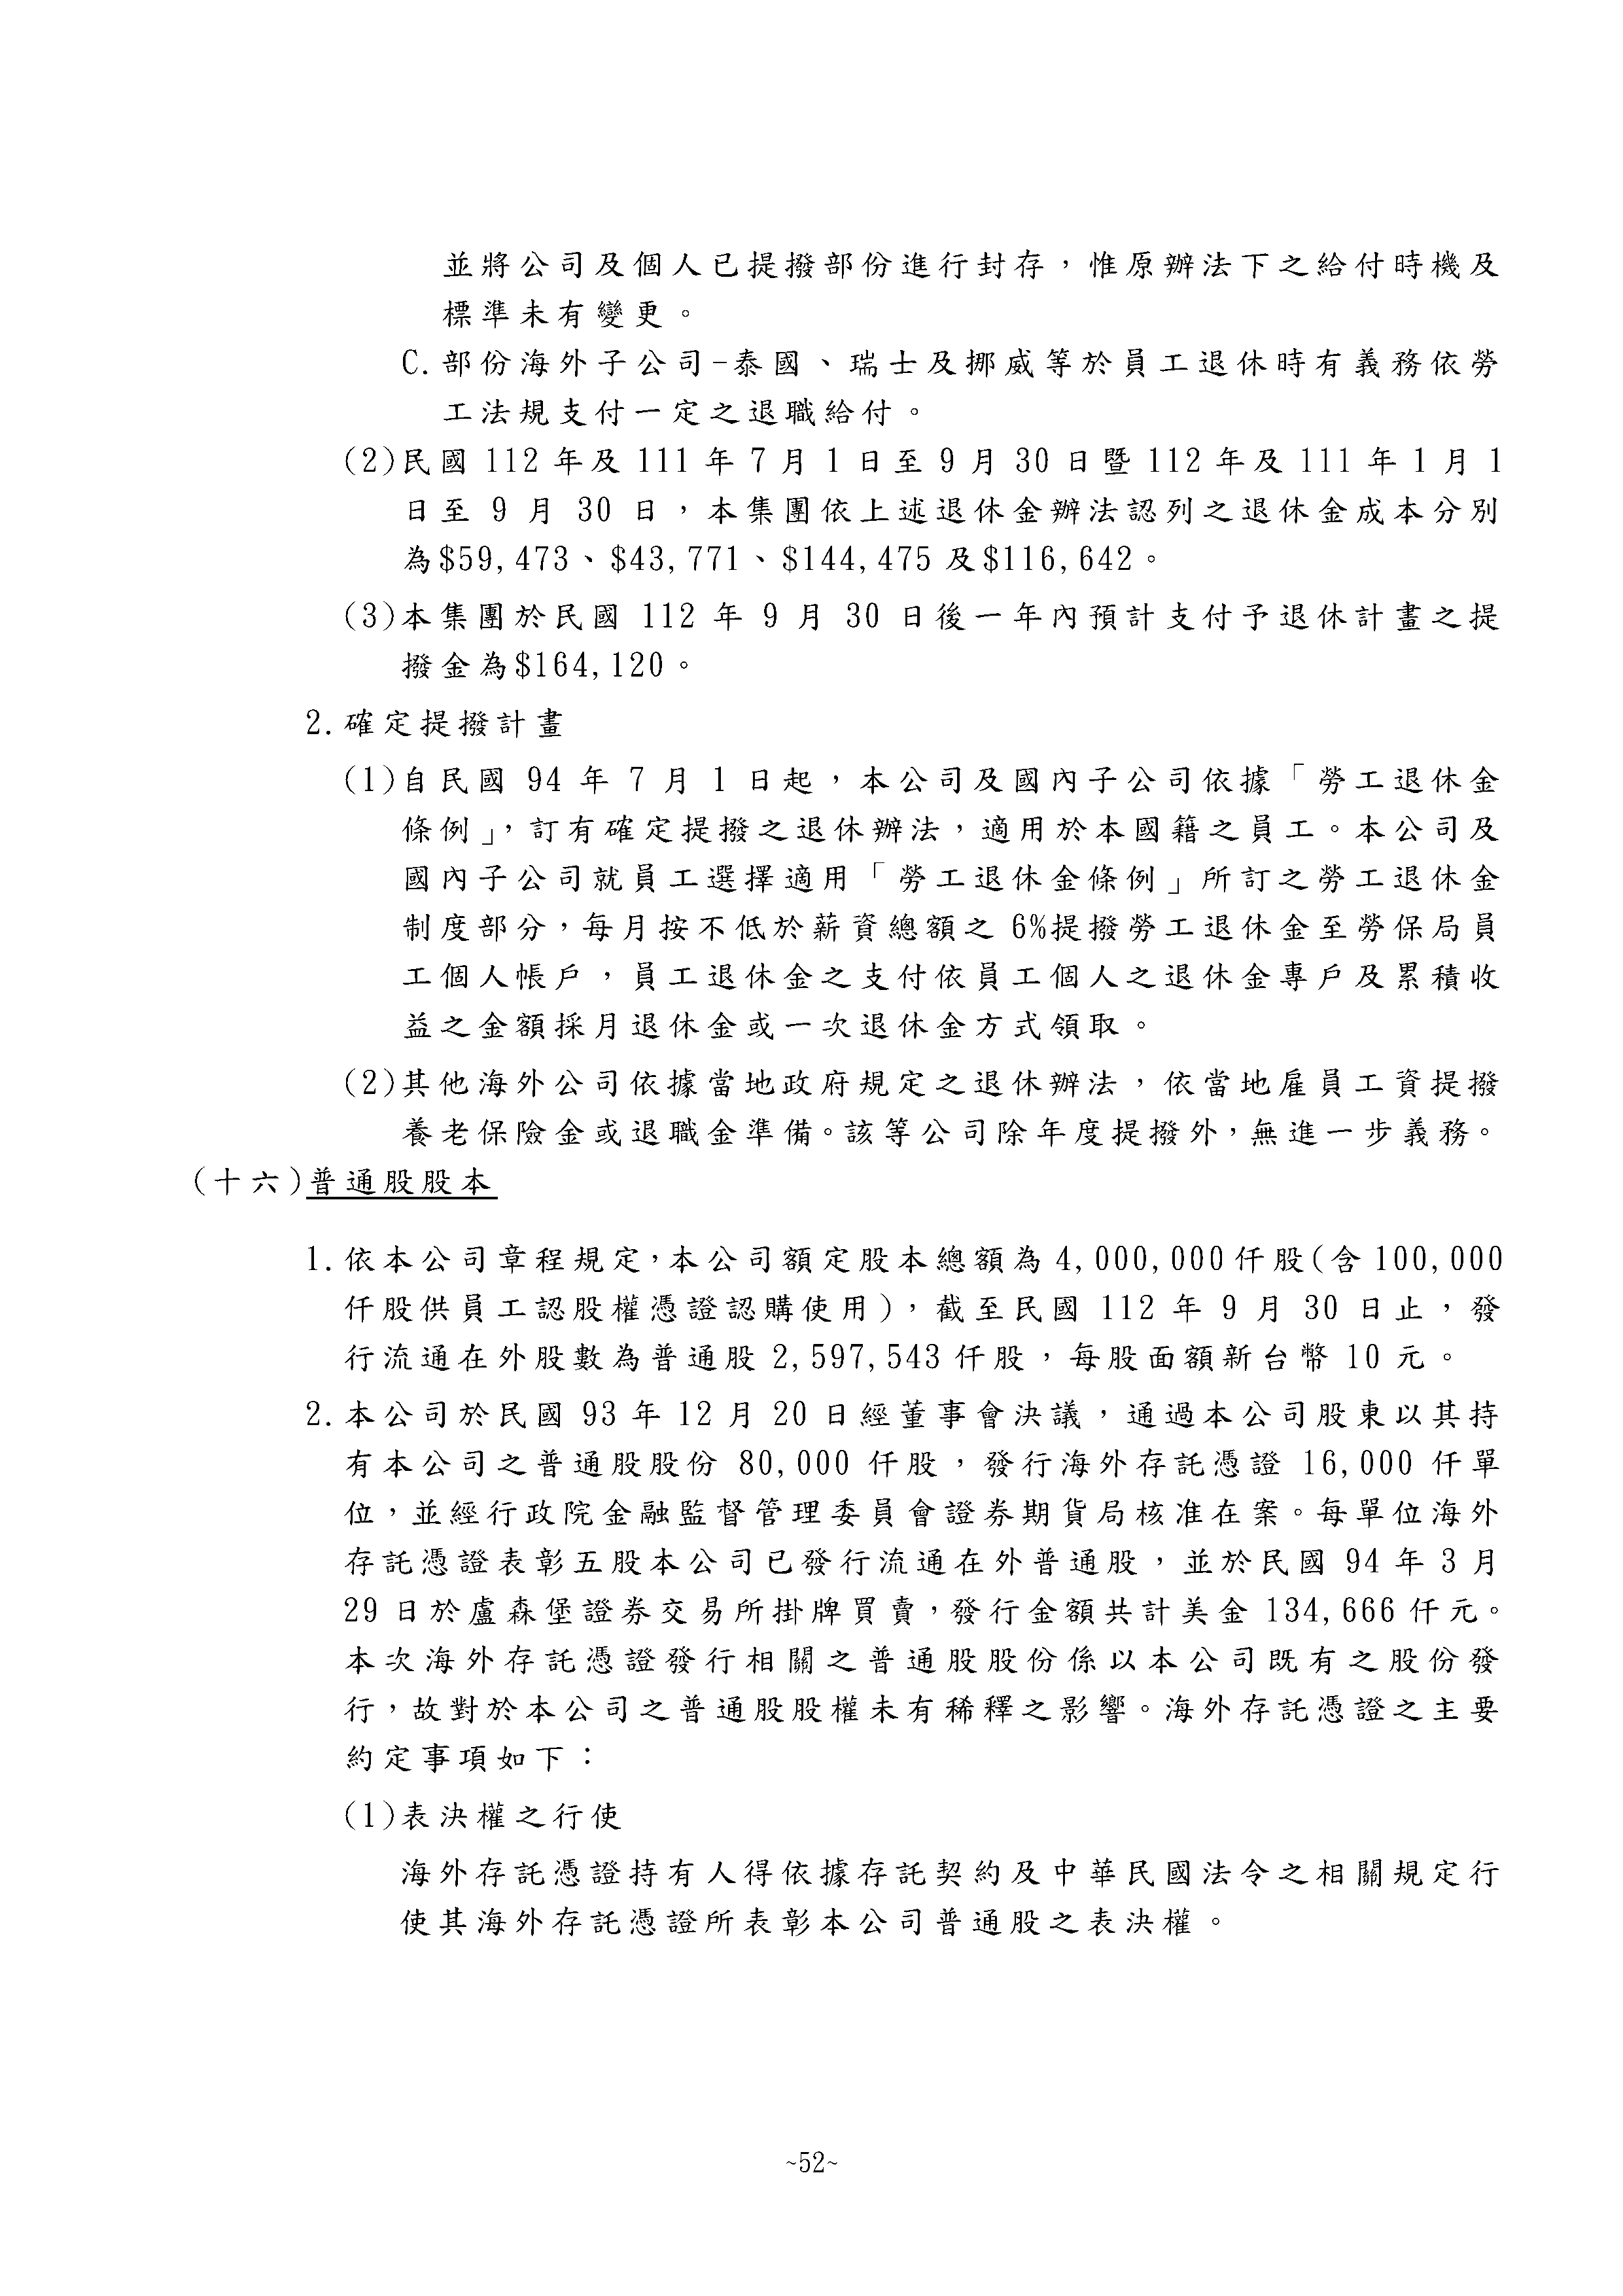 並將公司及個人已提撥部份進行封存，惟原辦法下之給付時機及
標準未有變更。
C.部份海外子公司-泰國、瑞士及挪威等於員工退休時有義務依勞
工法規支付一定之退職給付。
(2)民國 112 年及 111 年 7 月 1 日至 9 月 30 日暨 112 年及 111 年 1 月 1
日至 9 月 30 日，本集團依上述退休金辦法認列之退休金成本分別
為$59,473、$43,771、$144,475 及$116,642。
(3)本集團於民國 112 年 9 月 30 日後一年內預計支付予退休計畫之提
撥金為$164,120。
2.確定提撥計畫
(1)自民國 94 年 7 月 1 日起，本公司及國內子公司依據「勞工退休金
條例」，訂有確定提撥之退休辦法，適用於本國籍之員工。本公司及
國內子公司就員工選擇適用「勞工退休金條例」所訂之勞工退休金
制度部分，每月按不低於薪資總額之 6%提撥勞工退休金至勞保局員
工個人帳戶，員工退休金之支付依員工個人之退休金專戶及累積收
益之金額採月退休金或一次退休金方式領取。
(2)其他海外公司依據當地政府規定之退休辦法，依當地雇員工資提撥
養老保險金或退職金準備。該等公司除年度提撥外，無進一步義務。
(十六)普通股股本
1.依本公司章程規定，本公司額定股本總額為 4,000,000 仟股(含 100,000
仟股供員工認股權憑證認購使用)，截至民國 112 年 9 月 30 日止，發
行流通在外股數為普通股 2,597,543 仟股，每股面額新台幣 10 元。
2.本公司於民國 93 年 12 月 20 日經董事會決議，通過本公司股東以其持
有本公司之普通股股份 80,000 仟股，發行海外存託憑證 16,000 仟單
位，並經行政院金融監督管理委員會證券期貨局核准在案。每單位海外
存託憑證表彰五股本公司已發行流通在外普通股，並於民國 94 年 3 月
29 日於盧森堡證券交易所掛牌買賣，發行金額共計美金 134,666 仟元。
本次海外存託憑證發行相關之普通股股份係以本公司既有之股份發
行，故對於本公司之普通股股權未有稀釋之影響。海外存託憑證之主要
約定事項如下：
(1)表決權之行使
海外存託憑證持有人得依據存託契約及中華民國法令之相關規定行
使其海外存託憑證所表彰本公司普通股之表決權。
~52~